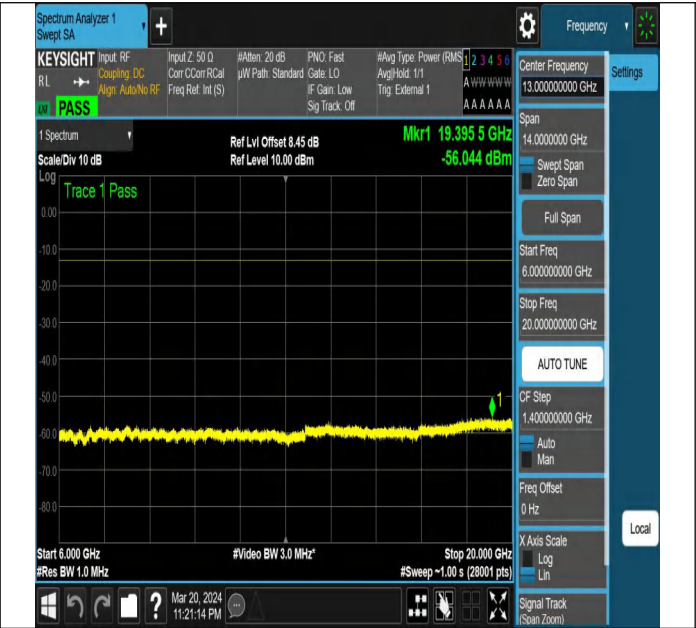 Spectrum Analyzer 1
Swept SA
+
Frequency
KEYSIGHT
RL
PASS
Input: RF
Coupling: DC
Align: Auto/No RF
Input Z: 50 Ω
Corr CCorr RCal
Freq Ref: Int (S)
#Atten: 20 dB
µW Path: Standard
PNO: Fast
Gate: LO
IF Gain: Low
Sig Track: Off
#Avg Type: Power (RMS
Avg|Hold: 1/1
Trig: External 1
1 2 3 4 5 6
A W W W W W
A A A A A A
Center Frequency
13.000000000 GHz
Settings
1 Spectrum
Scale/Div 10 dB
Ref Lvl Offset 8.45 dB
Ref Level 10.00 dBm
Mkr1 19.395 5 GHz
-56.044 dBm
Log
Trace 1 Pass
0.00
-10.0
-20.0
-30.0
-40.0
-50.0
-60.0
-70.0
-80.0
1
Start 6.000 GHz
#Res BW 1.0 MHz
#Video BW 3.0 MHz*
Stop 20.000 GHz
#Sweep ~1.00 s (28001 pts)
Span
14.0000000 GHz
Swept Span
Zero Span
Full Span
Start Freq
6.000000000 GHz
Stop Freq
20.000000000 GHz
AUTO TUNE
CF Step
1.400000000 GHz
Auto
Man
Freq Offset
0 Hz
X Axis Scale
Log
Lin
Signal Track
(Span Zoom)
Local
?
Mar 20, 2024
11:21:14 PM